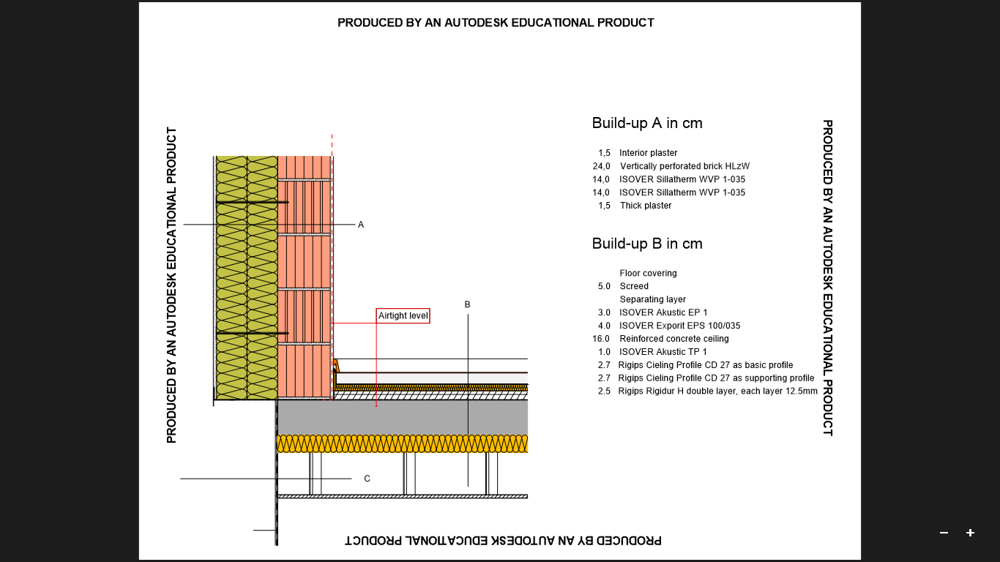 PRODUCED BY AN AUTODESK EDUCATIONAL PRODUCT
PRODUCED BY AN AUTODESK EDUCATIONAL PRODUCT
A
Airtight level
B
C
Build-up A in cm
1,5 Interior plaster
24,0 Vertically perforated brick HLzW
14,0 ISOVER Sillatherm WVP 1-035
14,0 ISOVER Sillatherm WVP 1-035
1,5 Thick plaster
Build-up B in cm
Floor covering
5.0 Screed
Separating layer
3.0 ISOVER Akustic EP 1
4.0 ISOVER Exporit EPS 100/035
16.0 Reinforced concrete ceiling
1.0 ISOVER Akustic TP 1
2.7 Rigips Cieling Profile CD 27 as basic profile
2.7 Rigips Cieling Profile CD 27 as supporting profile
2.5 Rigips Rigidur H double layer, each layer 12.5mm
PRODUCED BY AN AUTODESK EDUCATIONAL PRODUCT
PRODUCED BY AN AUTODESK EDUCATIONAL PRODUCT